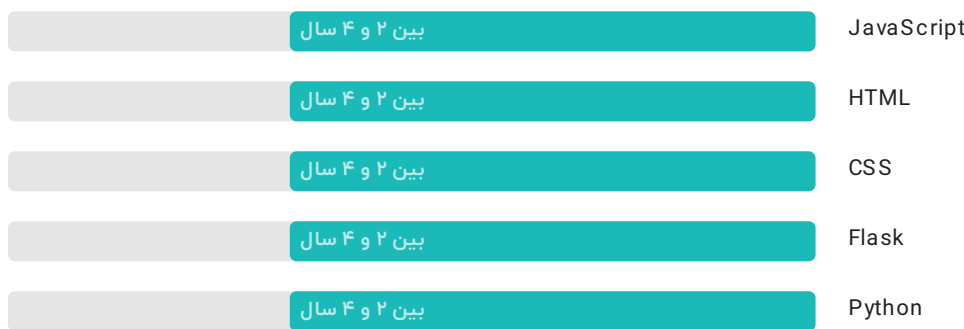 JavaScript
بین ۲ و ۴ سال
HTML
بین ۲ و ۴ سال
CSS
بین ۲ و ۴ سال
Flask
بین ۲ و ۴ سال
Python
بین ۲ و ۴ سال